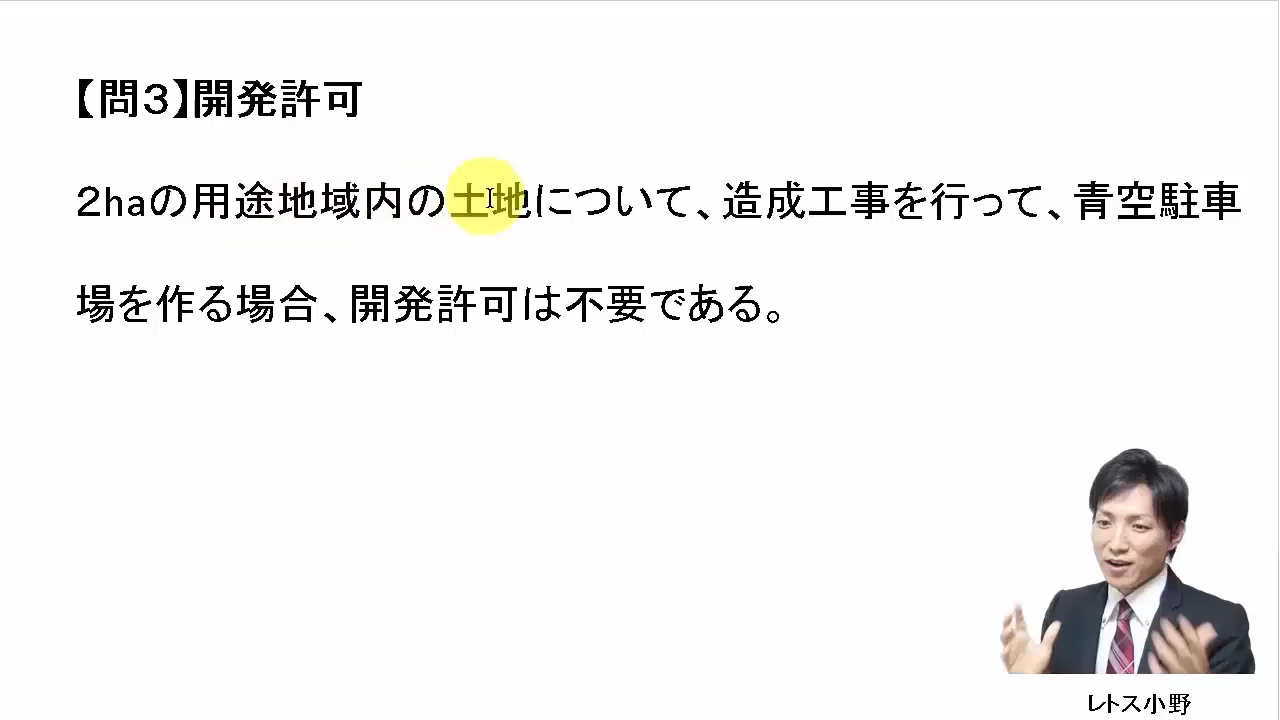 【問３】開発許可
２haの用途地域内の土地について、造成工事を行って、青空駐車
場を作る場合、開発許可は不要である。
レトス小野